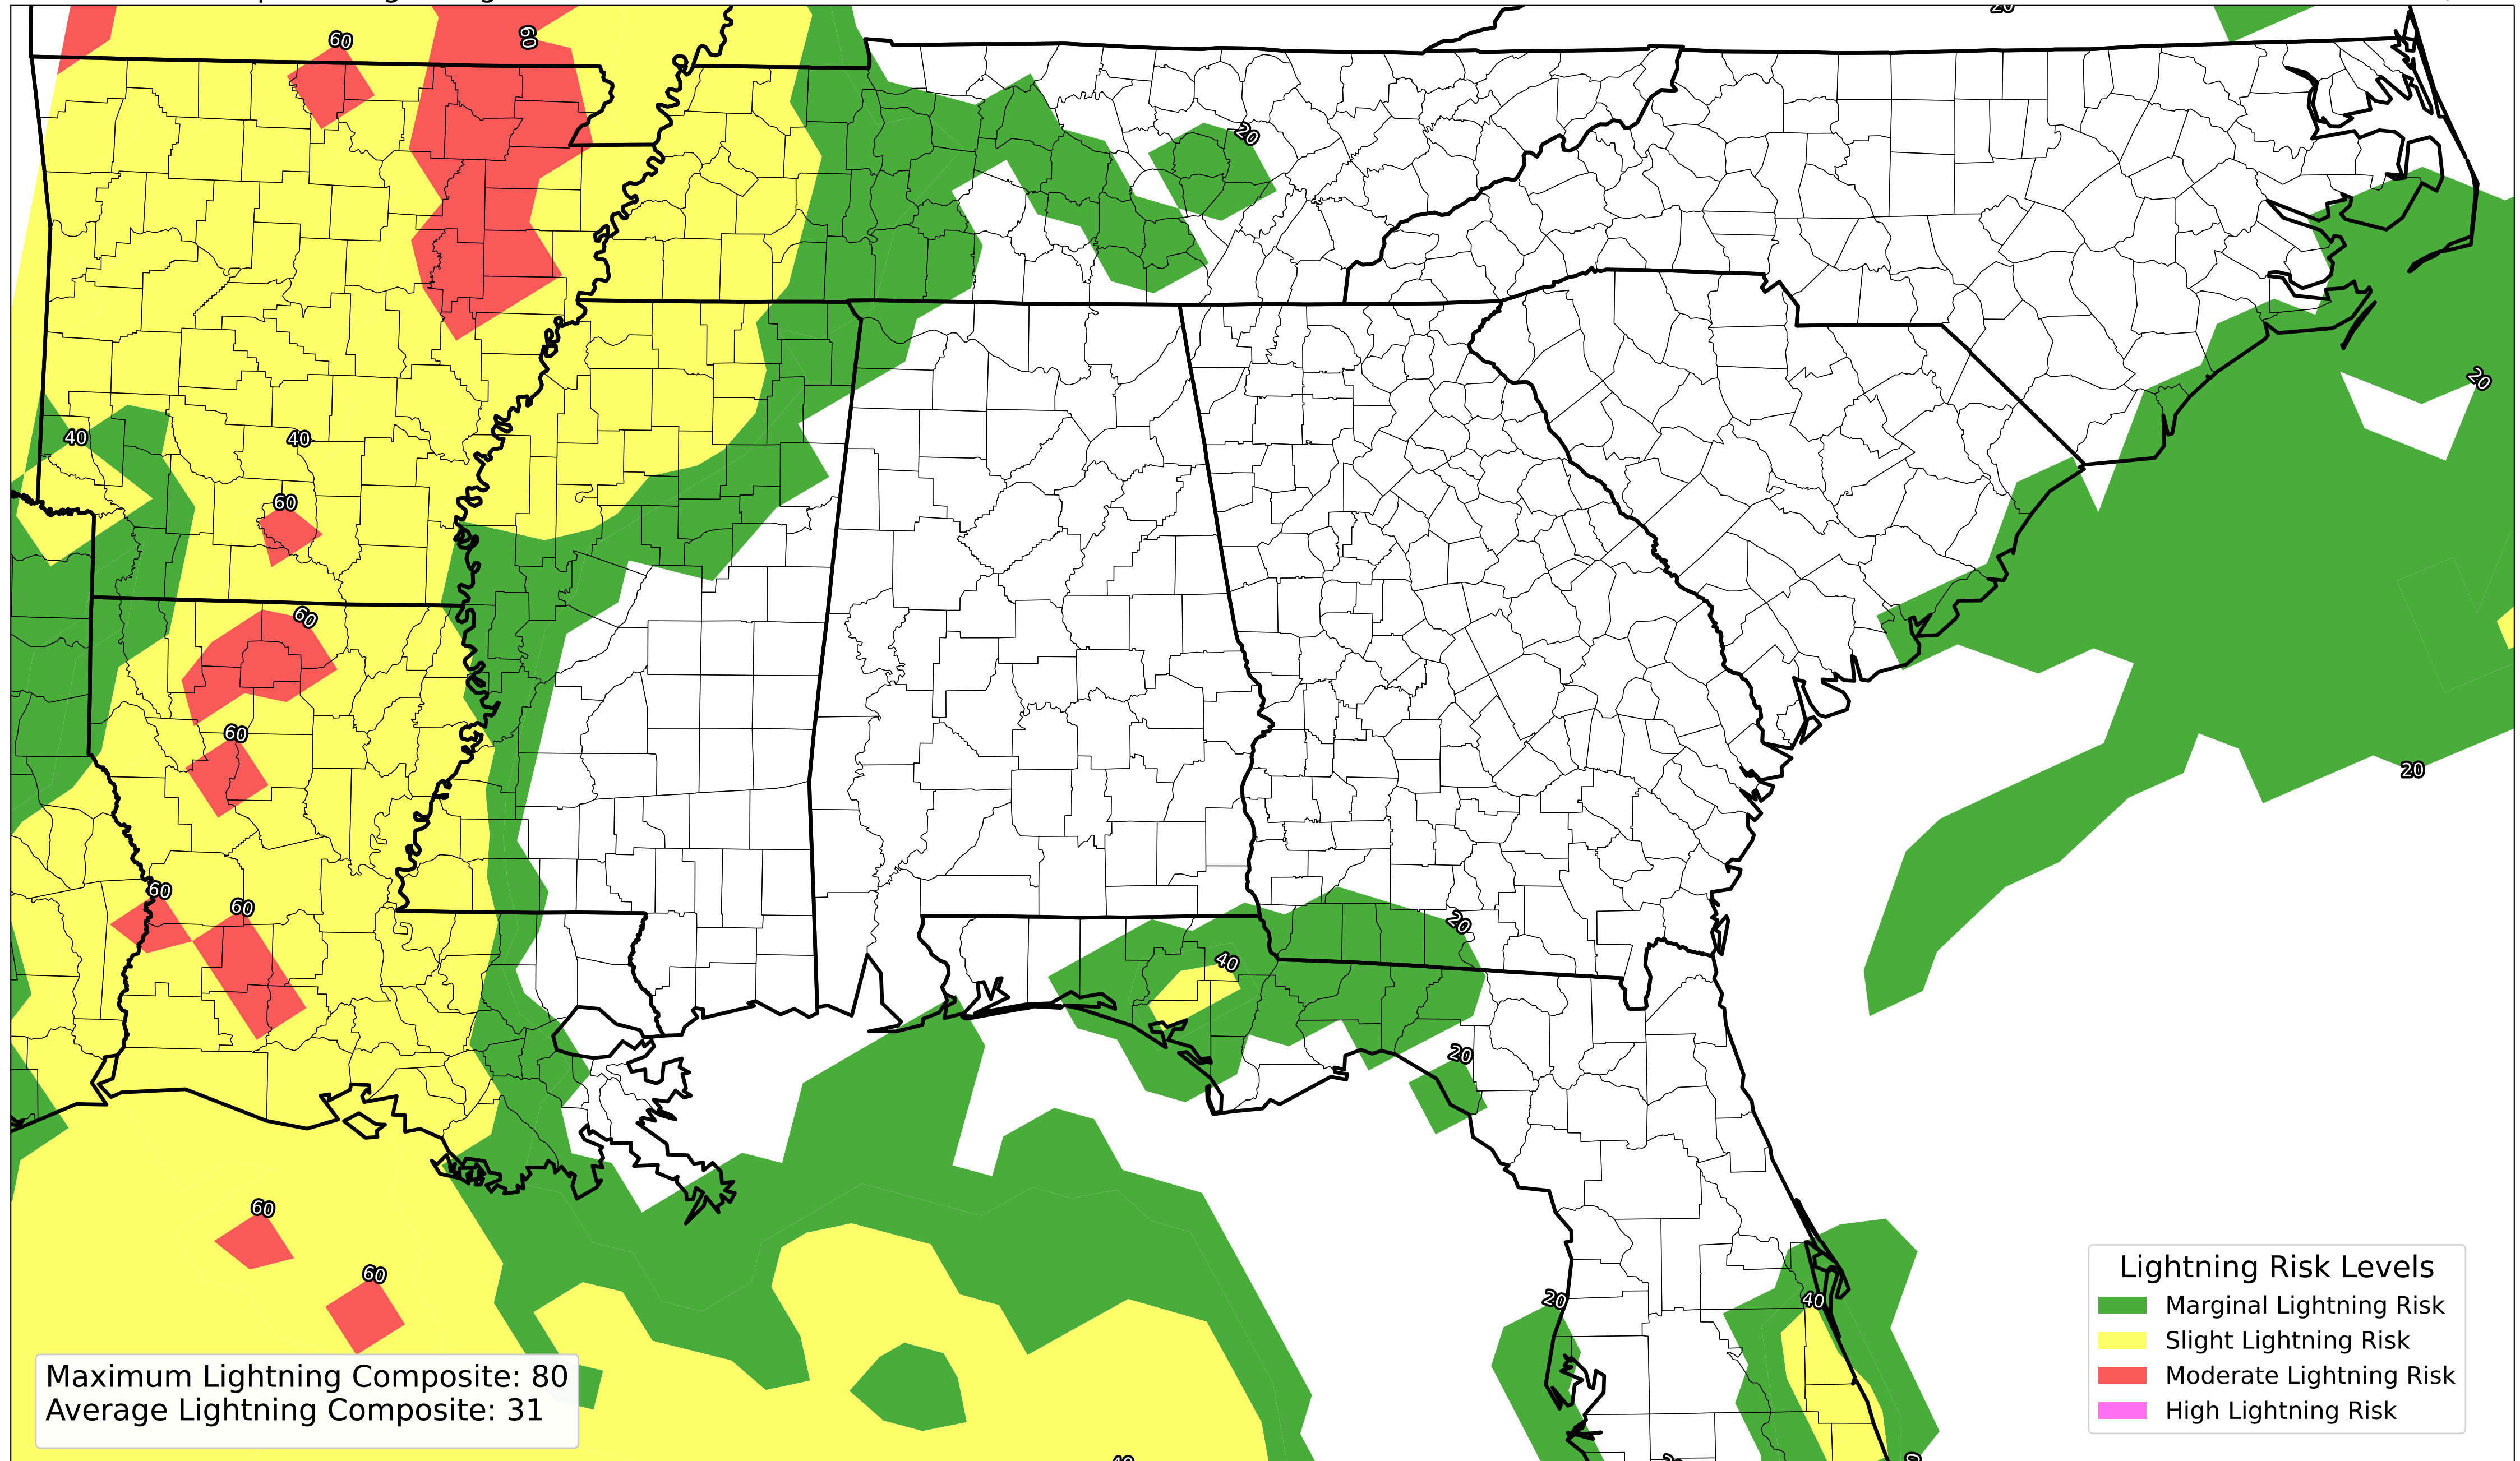 20
60
60
20
20
40
40
60
60
20
60
60
60
20
40
20
60
60
20
40
Lightning Risk Levels
Marginal Lightning Risk
Slight Lightning Risk
Moderate Lightning Risk
High Lightning Risk
Maximum Lightning Composite: 80
Average Lightning Composite: 31